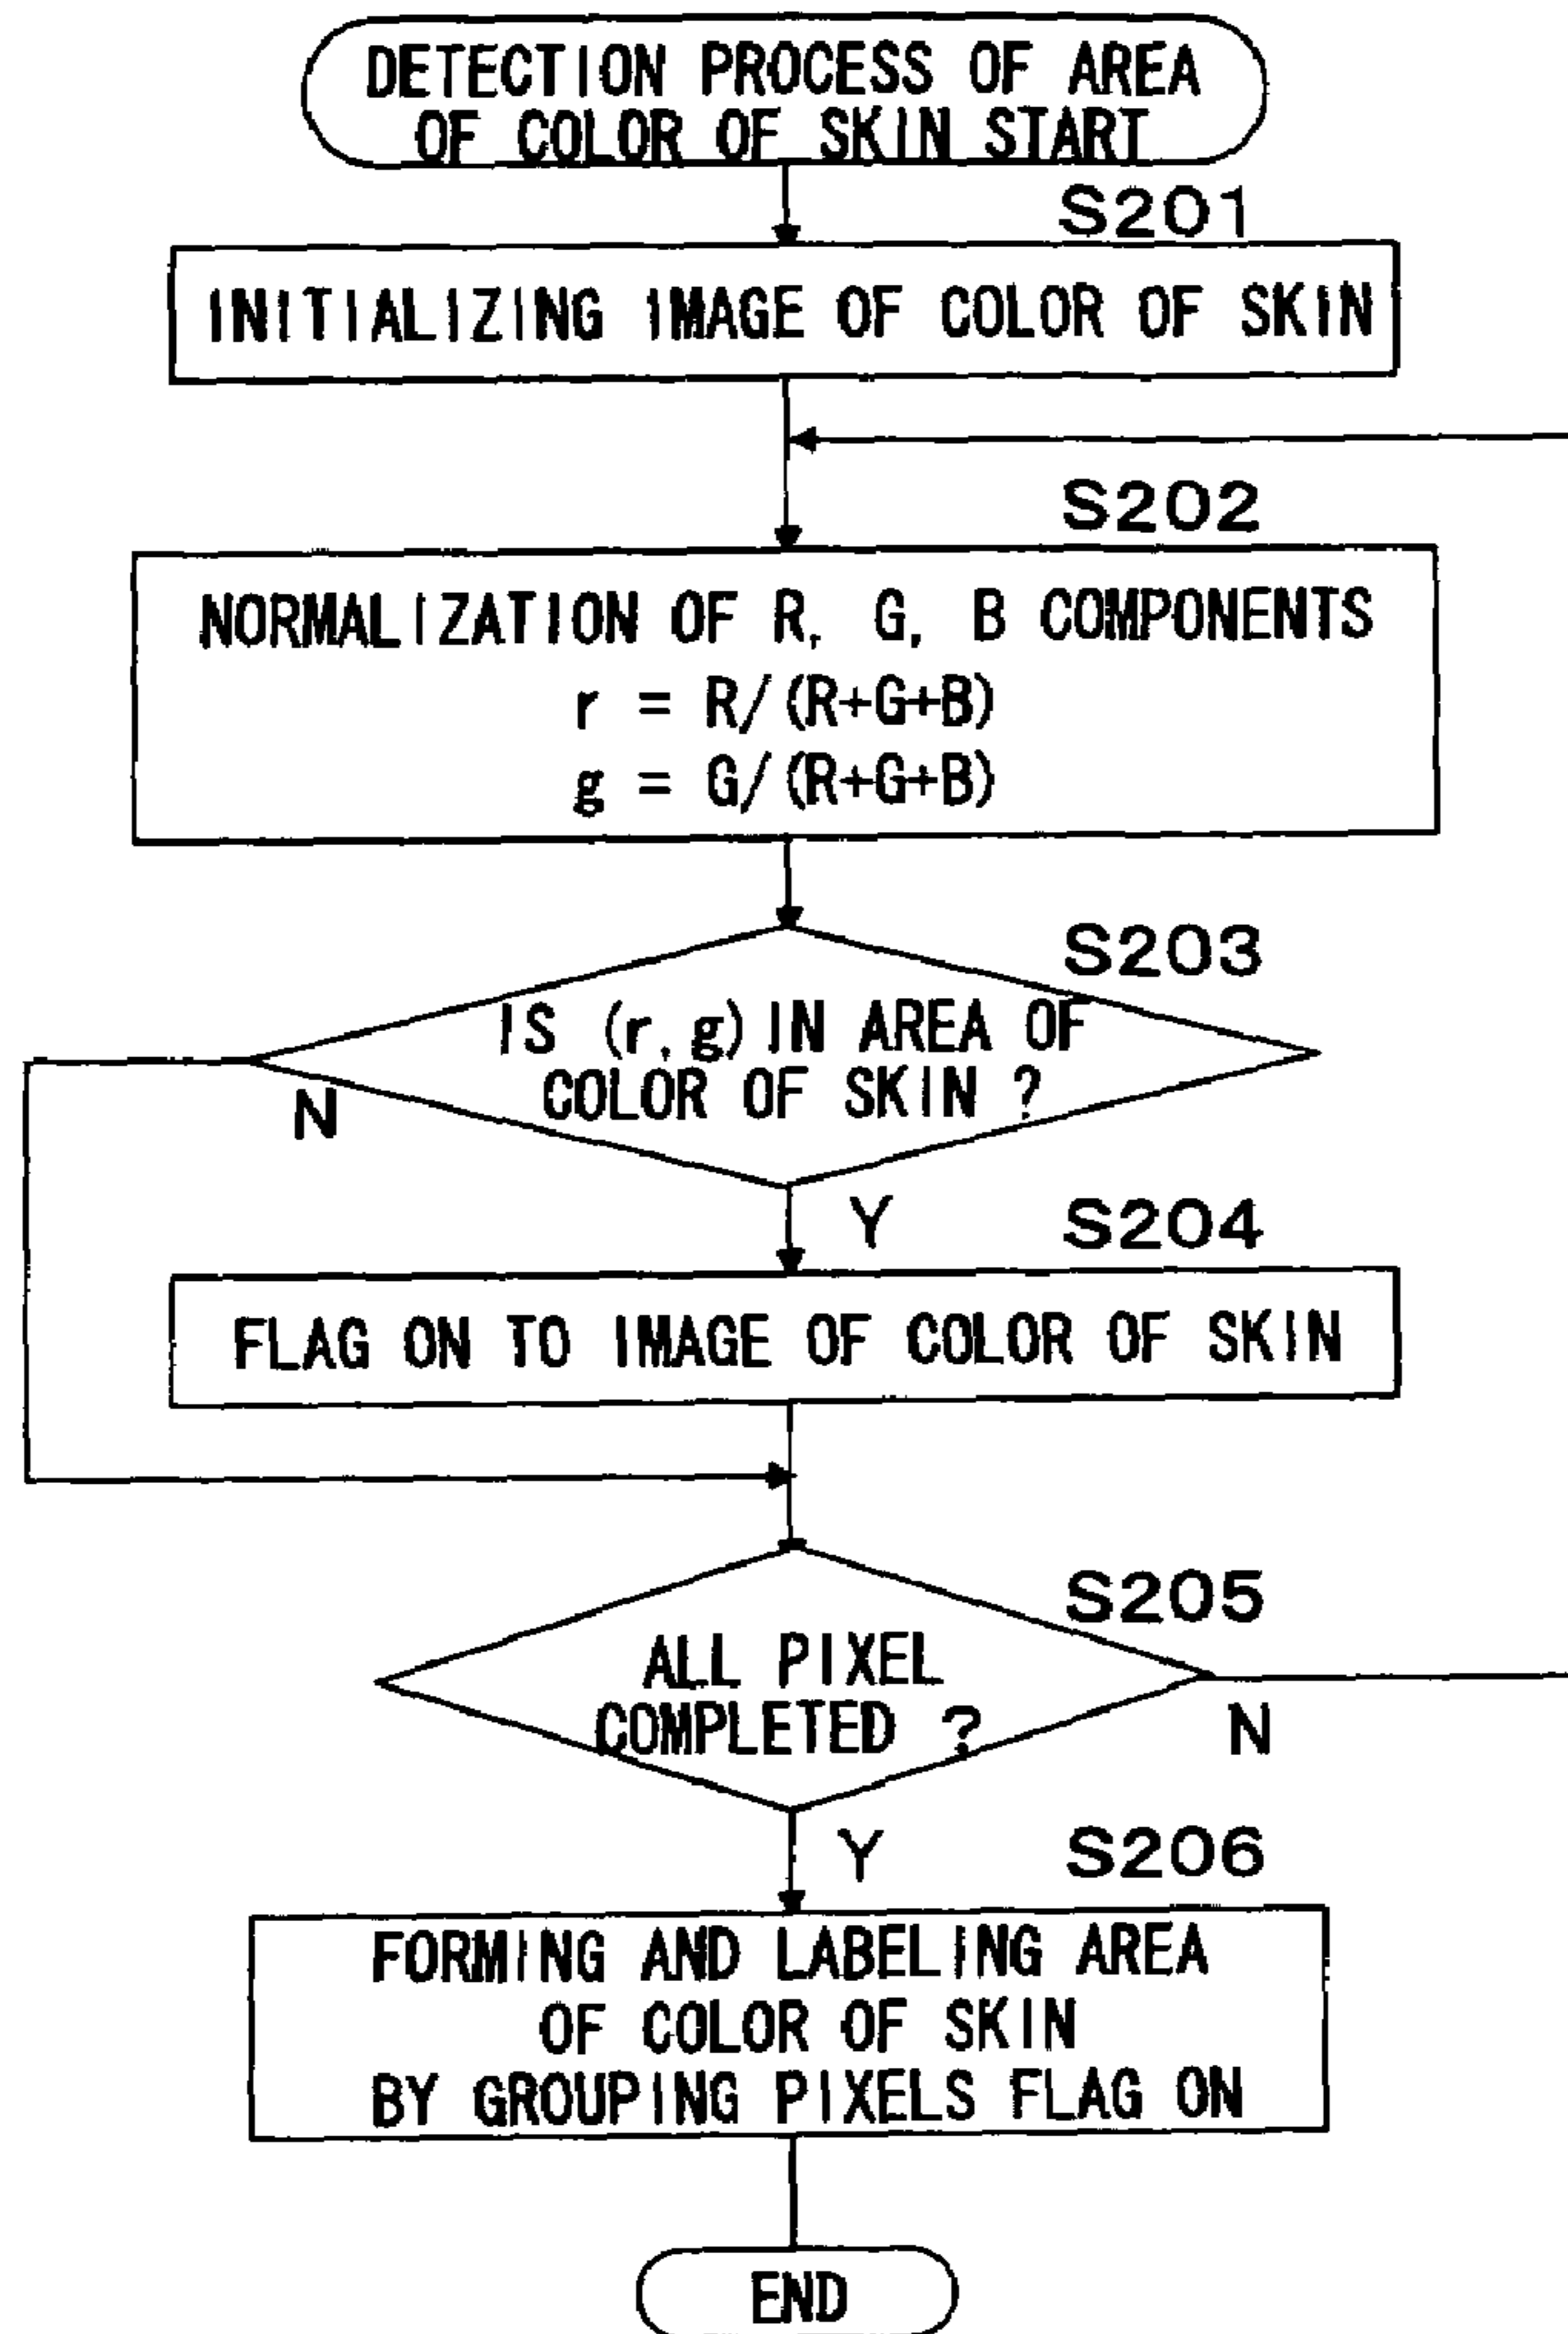 DETECTION PROCESS OF AREA
OF COLOR OF SKIN START
S201
INITIALIZING IMAGE OF COLOR OF SKIN
S202
NORMALIZATION OF R, G, B COMPONENTS
r = R/(R+G+B)
g = G/(R+G+B)
S203
IS (r,g) IN AREA OF
COLOR OF SKIN ?
N
Y
S204
FLAG ON TO IMAGE OF COLOR OF SKIN
S205
ALL PIXEL
COMPLETED ?
N
Y
S206
FORMING AND LABELING AREA
OF COLOR OF SKIN
BY GROUPING PIXELS FLAG ON
END